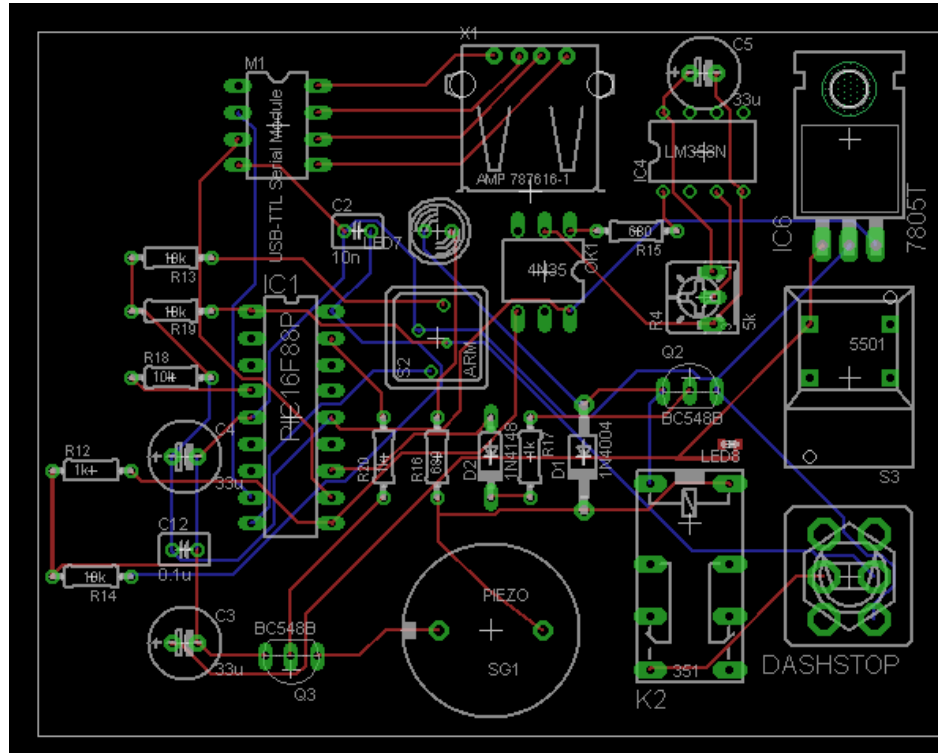 X1
C5
M1
33u
USB-TTL Serial Module
LM358N
IC4
AMP 787616-1
C2
LED7
10n
680
R15
IC6
7805T
4N35
OK1
10k
R13
IC1
10k
R19
R4
5k
S2
ARM
5501
R18
10k
PIC16F88P
Q2
BC548B
C4
R12
1k
33u
R20
R16
68
D2
1N4148
1k
R17
D1
1N4004
LED8
S3
C12
0.1u
10k
R14
PIEZO
C3
BC548B
33u
SG1
351
DASHSTOP
Q3
K2